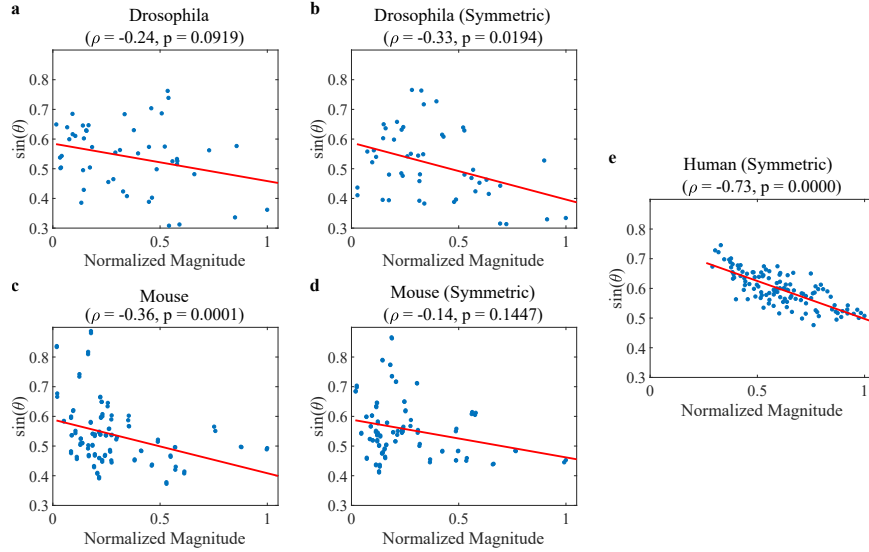 a
Drosophila
(ρ = -0.24, p = 0.0919)
sin(θ)
0.8
0.7
0.6
0.5
0.4
0.3
0
0.5
1
Normalized Magnitude
b
Drosophila (Symmetric)
(ρ = -0.33, p = 0.0194)
sin(θ)
0.8
0.7
0.6
0.5
0.4
0.3
0
0.5
1
Normalized Magnitude
c
Mouse
(ρ = -0.36, p = 0.0001)
sin(θ)
0.8
0.7
0.6
0.5
0.4
0.3
0
0.5
1
Normalized Magnitude
d
Mouse (Symmetric)
(ρ = -0.14, p = 0.1447)
sin(θ)
0.8
0.7
0.6
0.5
0.4
0.3
0
0.5
1
Normalized Magnitude
e
Human (Symmetric)
(ρ = -0.73, p = 0.0000)
sin(θ)
0.8
0.7
0.6
0.5
0.4
0.3
0
0.5
1
Normalized Magnitude